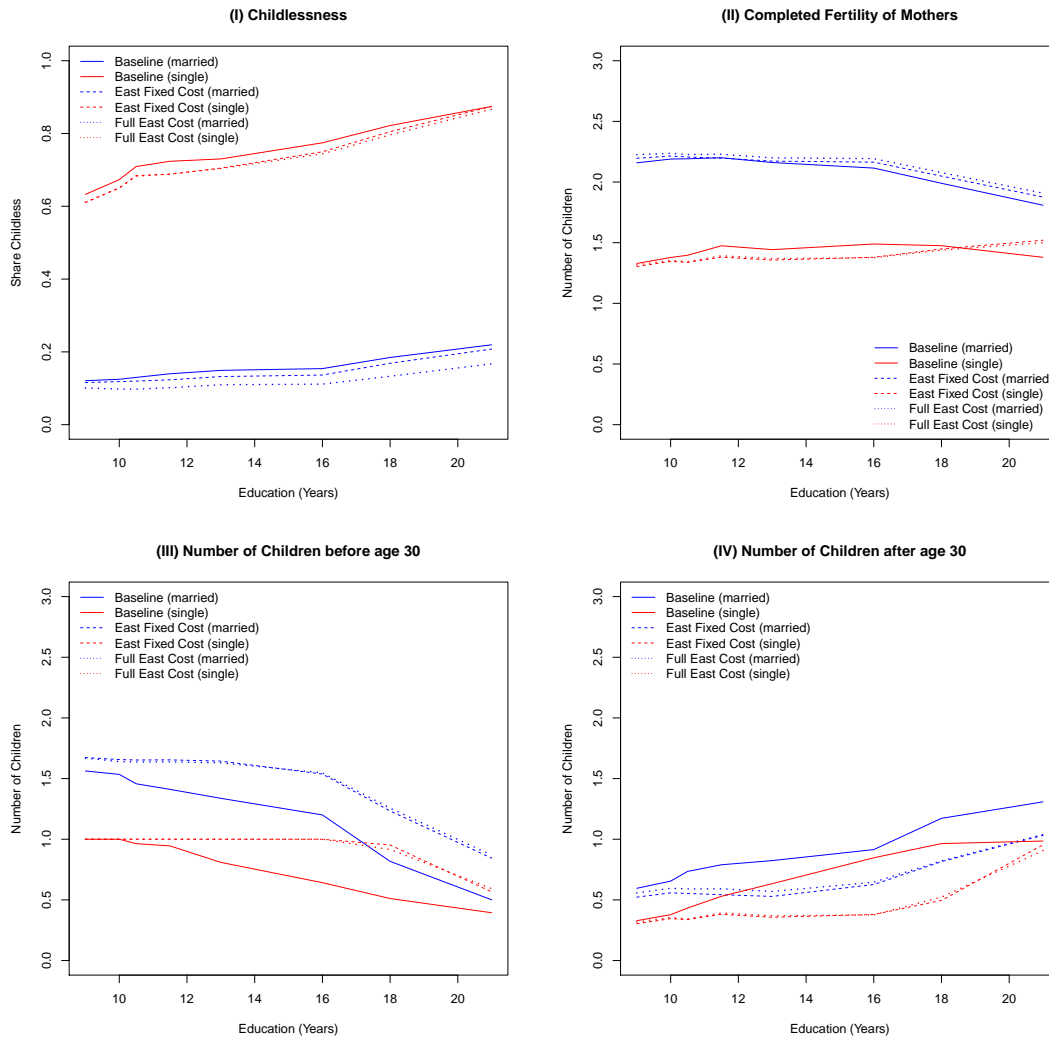 (I) Childlessness
Share Childless
1.0
0.8
0.6
0.4
0.2
0.0
Baseline (married)
Baseline (single)
East Fixed Cost (married)
East Fixed Cost (single)
Full East Cost (married)
Full East Cost (single)
10 12 14 16 18 20
Education (Years)
(II) Completed Fertility of Mothers
Number of Children
3.0
2.5
2.0
1.5
1.0
0.5
0.0
Baseline (married)
Baseline (single)
East Fixed Cost (married
East Fixed Cost (single)
Full East Cost (married)
Full East Cost (single)
10 12 14 16 18 20
Education (Years)
(III) Number of Children before age 30
Number of Children
3.0
2.5
2.0
1.5
1.0
0.5
0.0
Baseline (married)
Baseline (single)
East Fixed Cost (married)
East Fixed Cost (single)
Full East Cost (married)
Full East Cost (single)
10 12 14 16 18 20
Education (Years)
(IV) Number of Children after age 30
Number of Children
3.0
2.5
2.0
1.5
1.0
0.5
0.0
Baseline (married)
Baseline (single)
East Fixed Cost (married)
East Fixed Cost (single)
Full East Cost (married)
Full East Cost (single)
10 12 14 16 18 20
Education (Years)